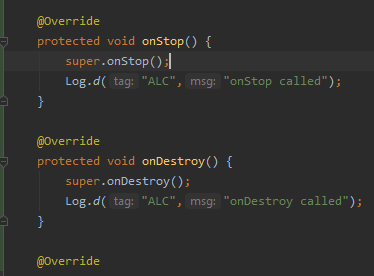 @Override
protected void onStop() {
super.onStop();
Log.d( tag: "ALC", msg: "onStop called");
}
@Override
protected void onDestroy() {
super.onDestroy();
Log.d( tag: "ALC", msg: "onDestroy called");
}
@Override